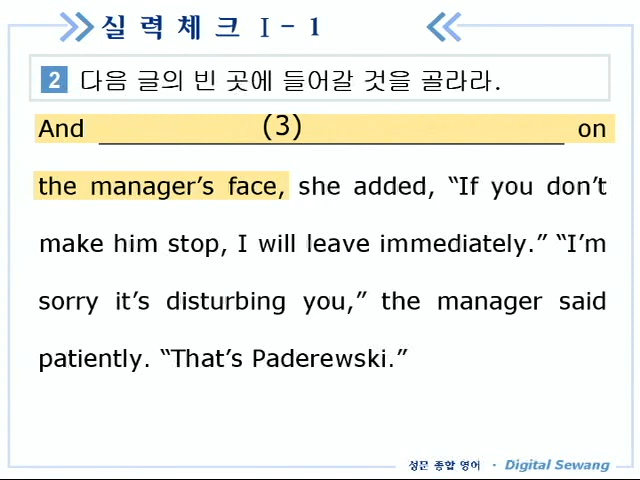 실 력 체 크 I - 1
2 다음 글의 빈 곳에 들어갈 것을 골라라.
And (3) on
the manager's face, she added, "If you don't
make him stop, I will leave immediately." "I'm
sorry it's disturbing you," the manager said
patiently. "That's Paderewski."
성문 종합 영어 · Digital Sewang